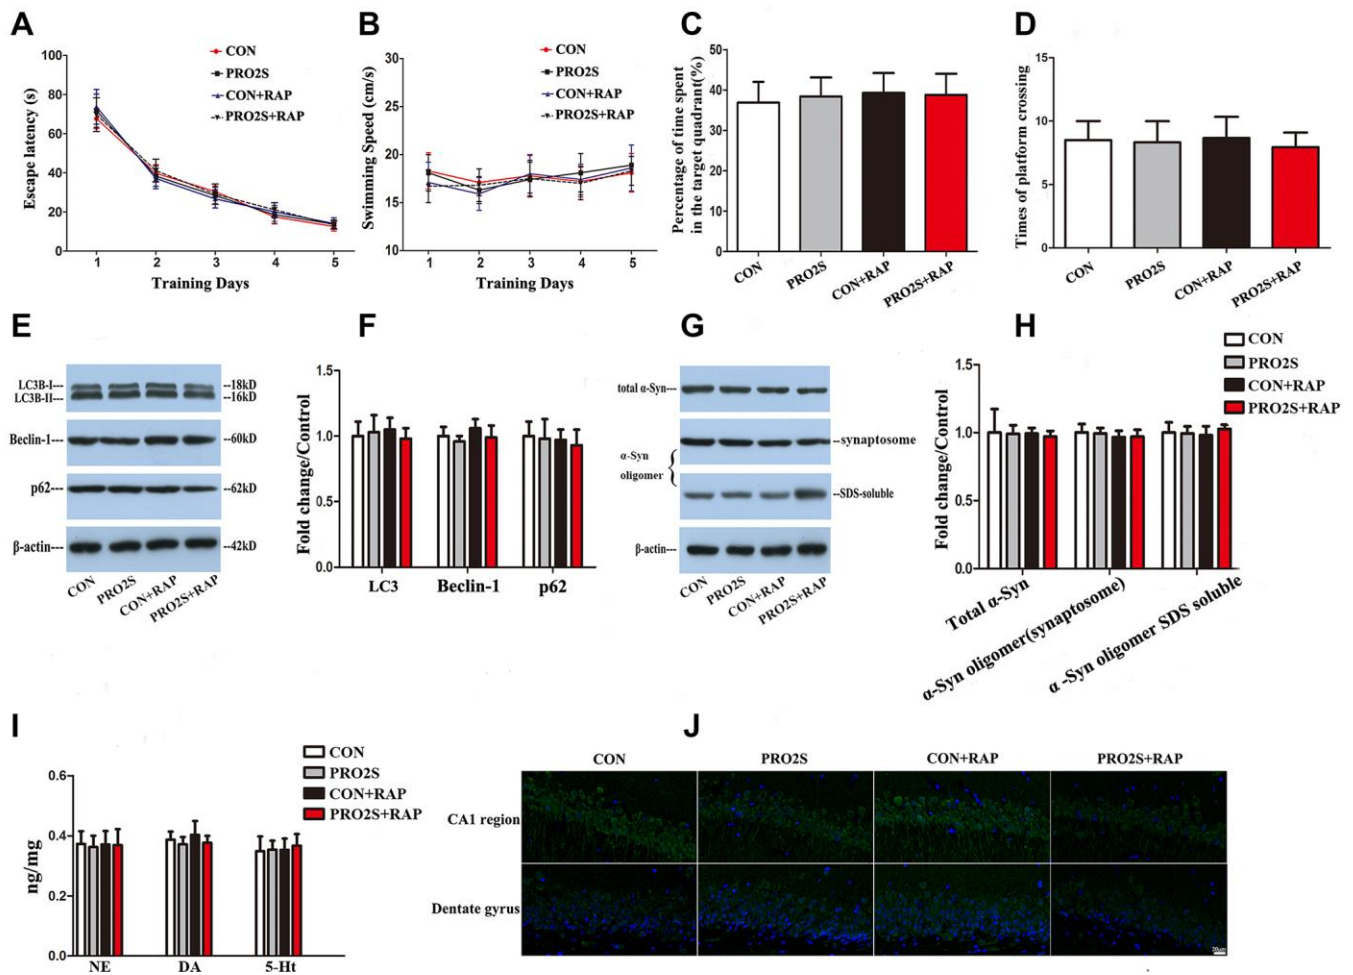 A
CON
PRO2S
CON+RAP
PRO2S+RAP
Escape latency (s)
100
80
60
40
20
0
1 2 3 4 5
Training Days
B
CON
PRO2S
CON+RAP
PRO2S+RAP
Swimming Speed (cm/s)
30
25
20
15
10
1 2 3 4 5
Training Days
C
Percentage of time spent
in the target quadrant(%)
50
40
30
20
10
0
CON
PRO2S
CON+RAP
PRO2S+RAP
D
Times of platform crossing
15
10
5
0
CON
PRO2S
CON+RAP
PRO2S+RAP
E
LC3B-I--- --18kD
LC3B-II--- --16kD
Beclin-1--- --60kD
p62--- --62kD
β-actin--- --42kD
CON
PRO2S
CON+RAP
PRO2S+RAP
F
Fold change/Control
1.5
1.0
0.5
0.0
LC3 Beclin-1 p62
G
total α-Syn---
--synaptosome
α-Syn
oligomer
{
--SDS-soluble
β-actin---
CON
PRO2S
CON+RAP
PRO2S+RAP
H
CON
PRO2S
CON+RAP
PRO2S+RAP
Fold change/Control
1.5
1.0
0.5
0.0
Total α-Syn
α-Syn oligomer(synaptosome)
α -Syn oligomer SDS soluble
I
CON
PRO2S
CON+RAP
PRO2S+RAP
ng/mg
0.6
0.4
0.2
0.0
NE DA 5-Ht
J
CON PRO2S CON+RAP PRO2S+RAP
CA1 region
Dentate gyrus
20μm